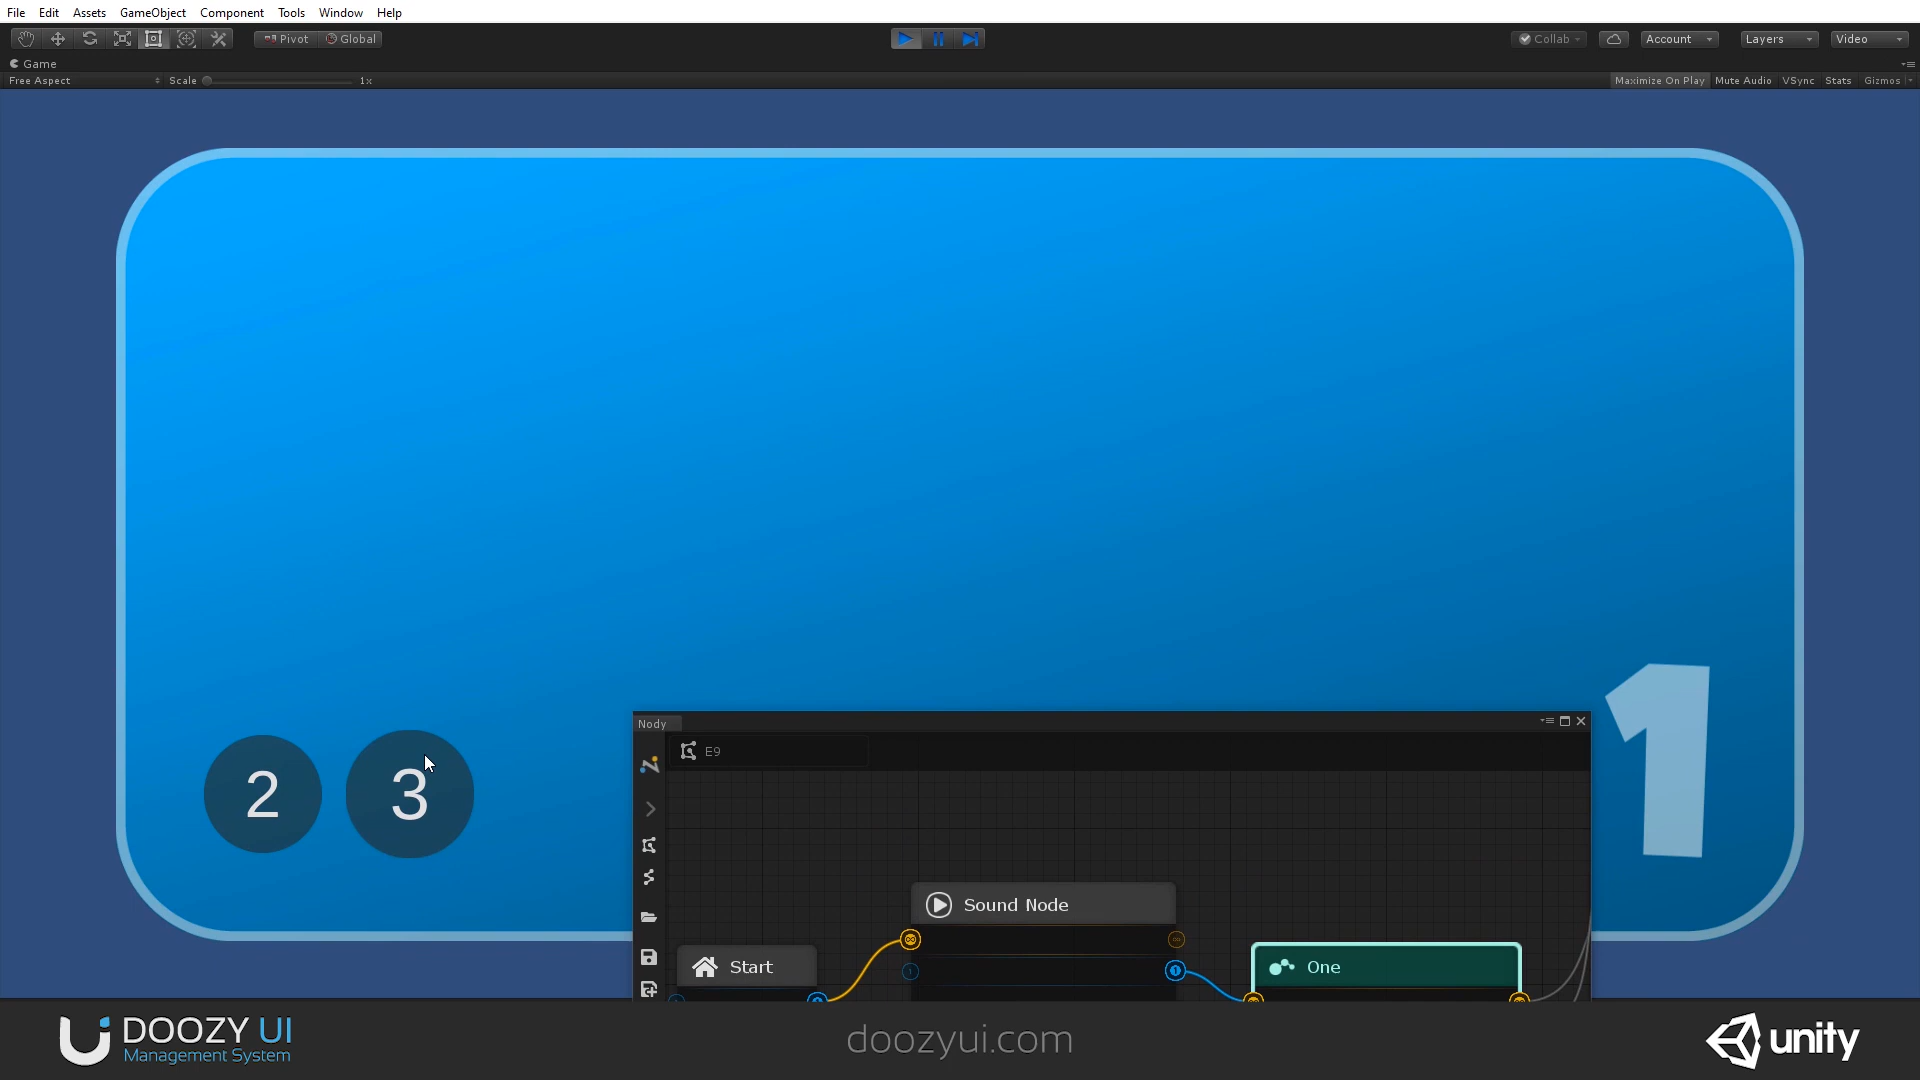 File Edit Assets GameObject Component Tools Window Help
Pivot Global Collab Account Layers Video
Game
Free Aspect Scale 1x Maximize On Play Mute Audio VSync Stats Gizmos
1
2 3
Nody
E9
Sound Node
Start
One
DOOZY UI
Management System
doozyui.com
unity